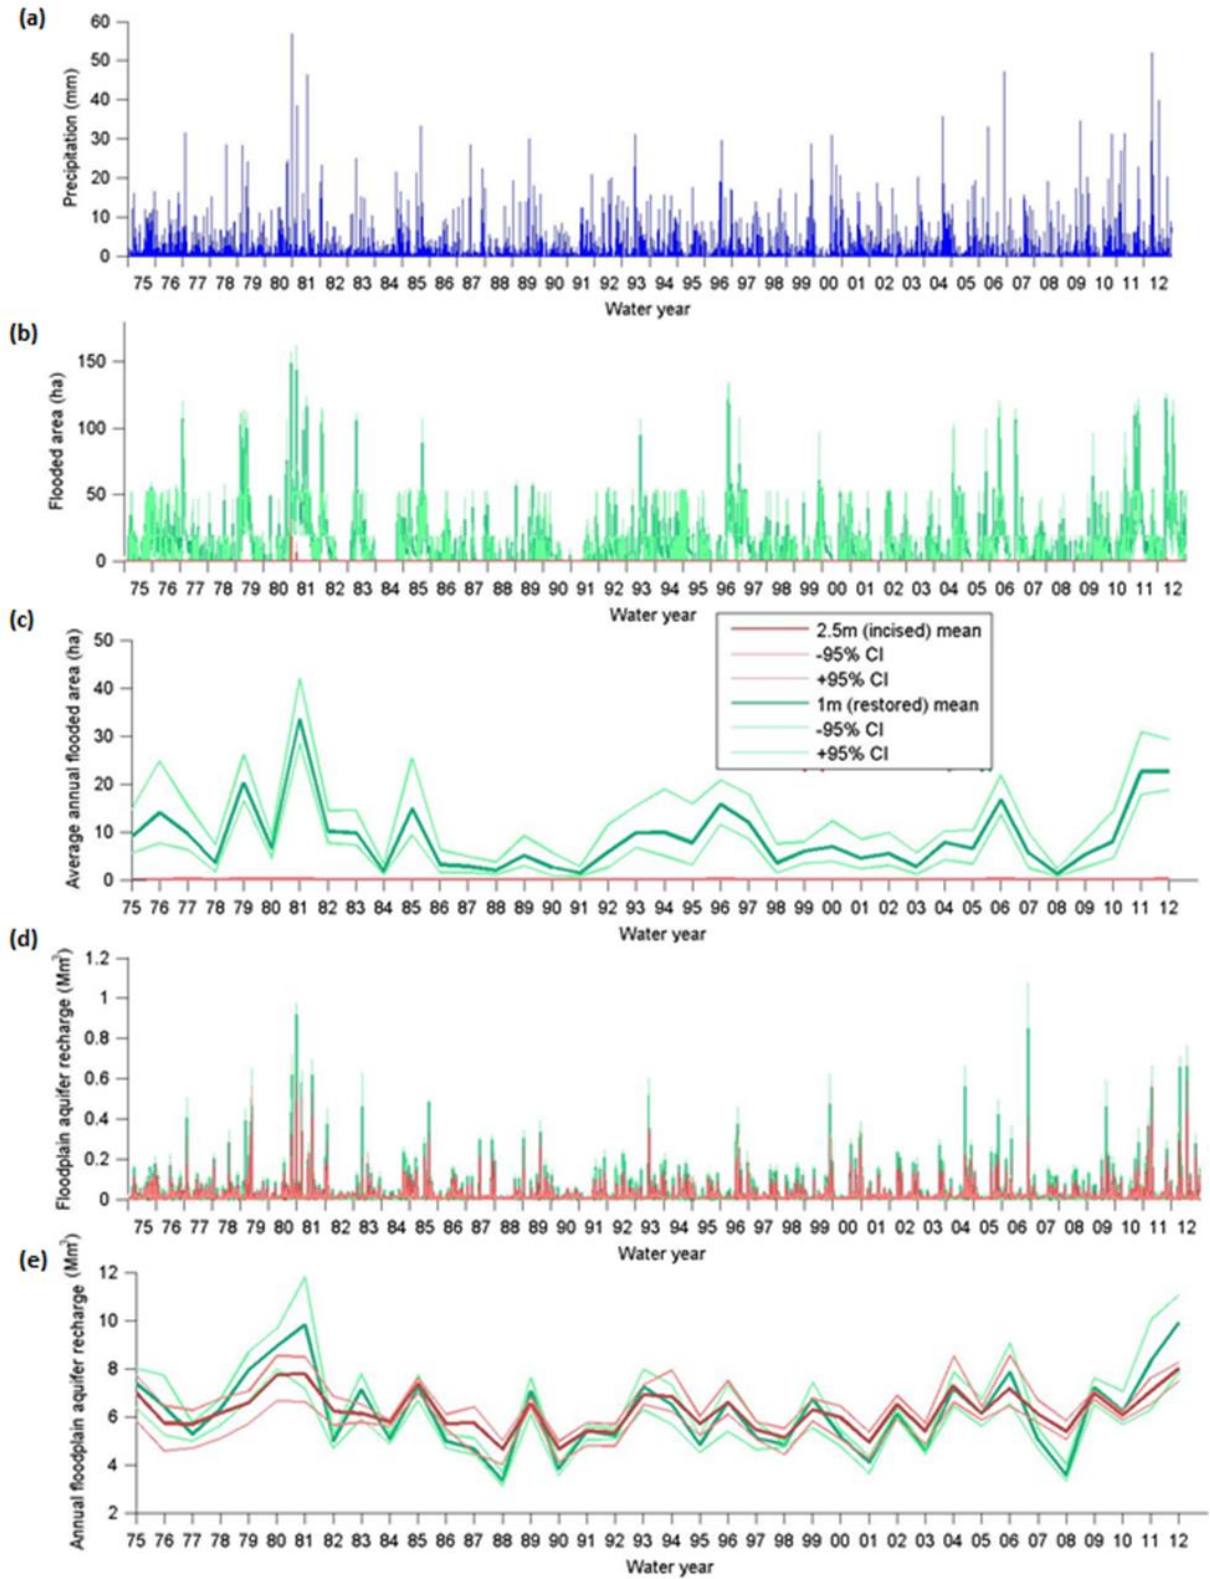 (a)
Precipitation (mm)
60
50
40
30
20
10
0
75 76 77 78 79 80 81 82 83 84 85 86 87 88 89 90 91 92 93 94 95 96 97 98 99 00 01 02 03 04 05 06 07 08 09 10 11 12
Water year
(b)
Flooded area (ha)
150
100
50
0
75 76 77 78 79 80 81 82 83 84 85 86 87 88 89 90 91 92 93 94 95 96 97 98 99 00 01 02 03 04 05 06 07 08 09 10 11 12
Water year
(c)
Average annual flooded area (ha)
50
40
30
20
10
0
2.5m (incised) mean
-95% CI
+95% CI
1m (restored) mean
-95% CI
+95% CI
75 76 77 78 79 80 81 82 83 84 85 86 87 88 89 90 91 92 93 94 95 96 97 98 99 00 01 02 03 04 05 06 07 08 09 10 11 12
Water year
(d)
Floodplain aquifer recharge (Mm³)
1.2
1
0.8
0.6
0.4
0.2
0
75 76 77 78 79 80 81 82 83 84 85 86 87 88 89 90 91 92 93 94 95 96 97 98 99 00 01 02 03 04 05 06 07 08 09 10 11 12
Water year
(e)
Annual floodplain aquifer recharge (Mm³)
12
10
8
6
4
2
75 76 77 78 79 80 81 82 83 84 85 86 87 88 89 90 91 92 93 94 95 96 97 98 99 00 01 02 03 04 05 06 07 08 09 10 11 12
Water year